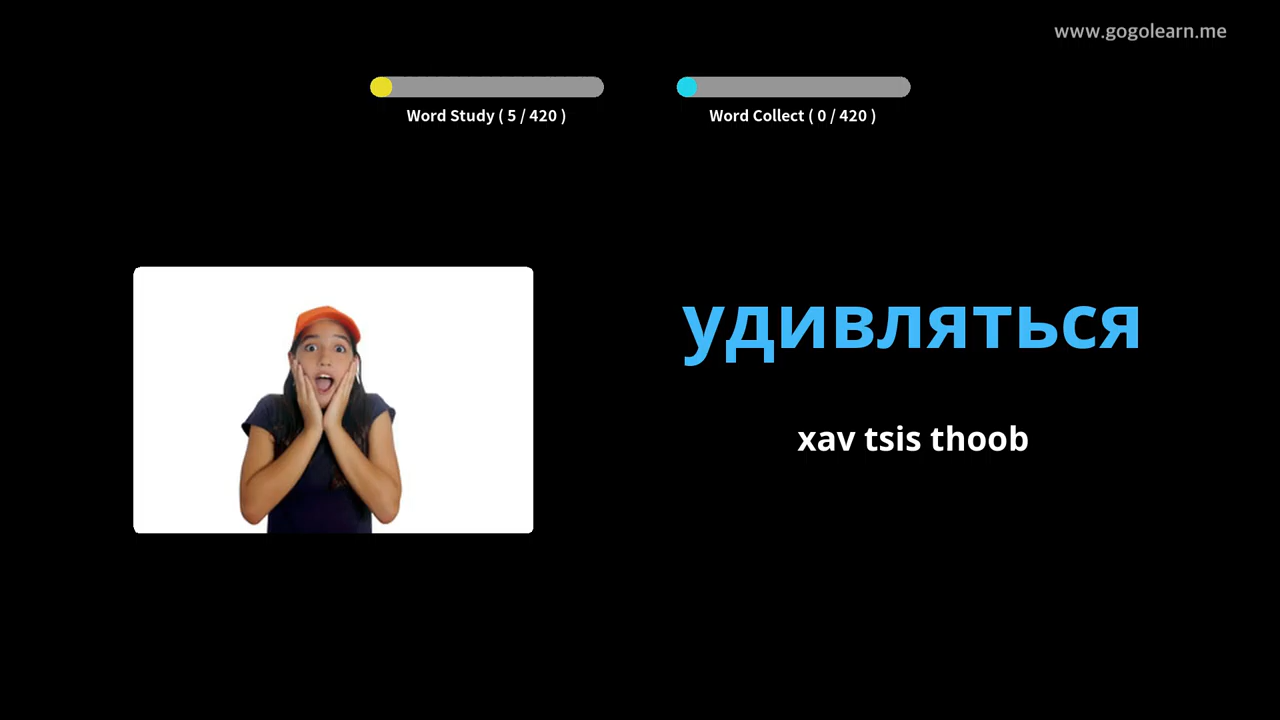 www.gogolearn.me
Word Study ( 5 / 420 )
Word Collect ( 0 / 420 )
удивляться
xav tsis thoob